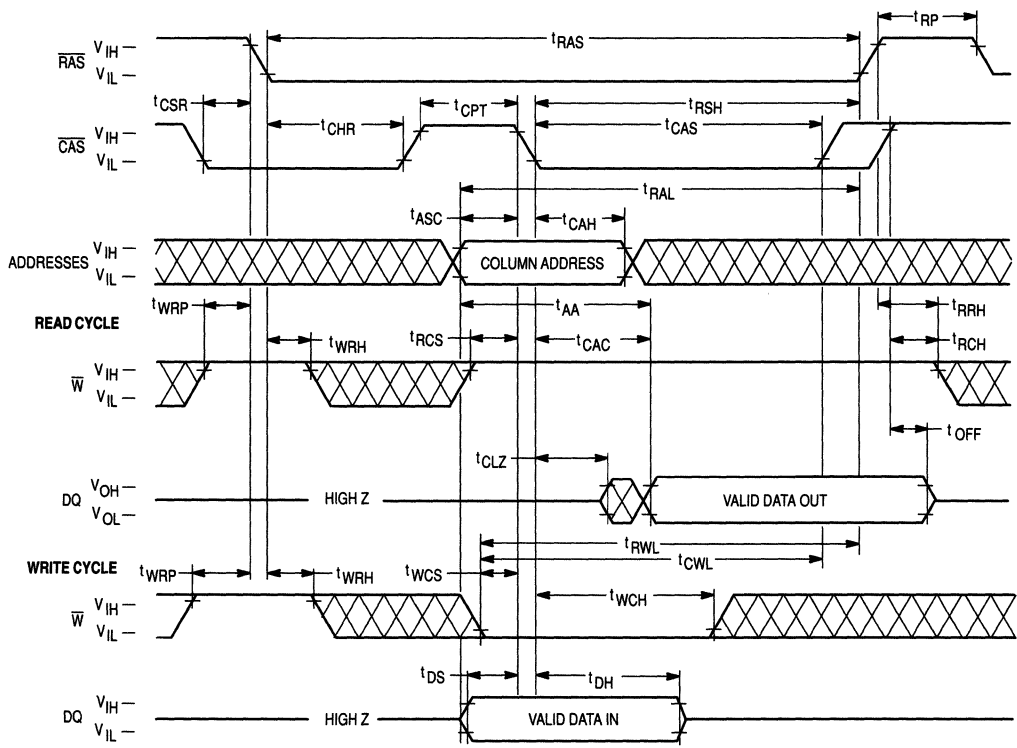 tRP
tRAS
RAS VIH
VIL
tCSR tCPT tRSH
tCHR tCAS
CAS VIH
VIL
tRAL
tASC tCAH
ADDRESSES VIH COLUMN ADDRESS
VIL
tWRP tAA tRRH
READ CYCLE
tWRH tRCS tCAC tRCH
W VIH
VIL
tOFF
tCLZ
DQ VOH HIGH Z VALID DATA OUT
VOL
tRWL
WRITE CYCLE tCWL
tWRP tWRH tWCS
tWCH
W VIH
VIL
tDS tDH
DQ VIH HIGH Z VALID DATA IN
VIL